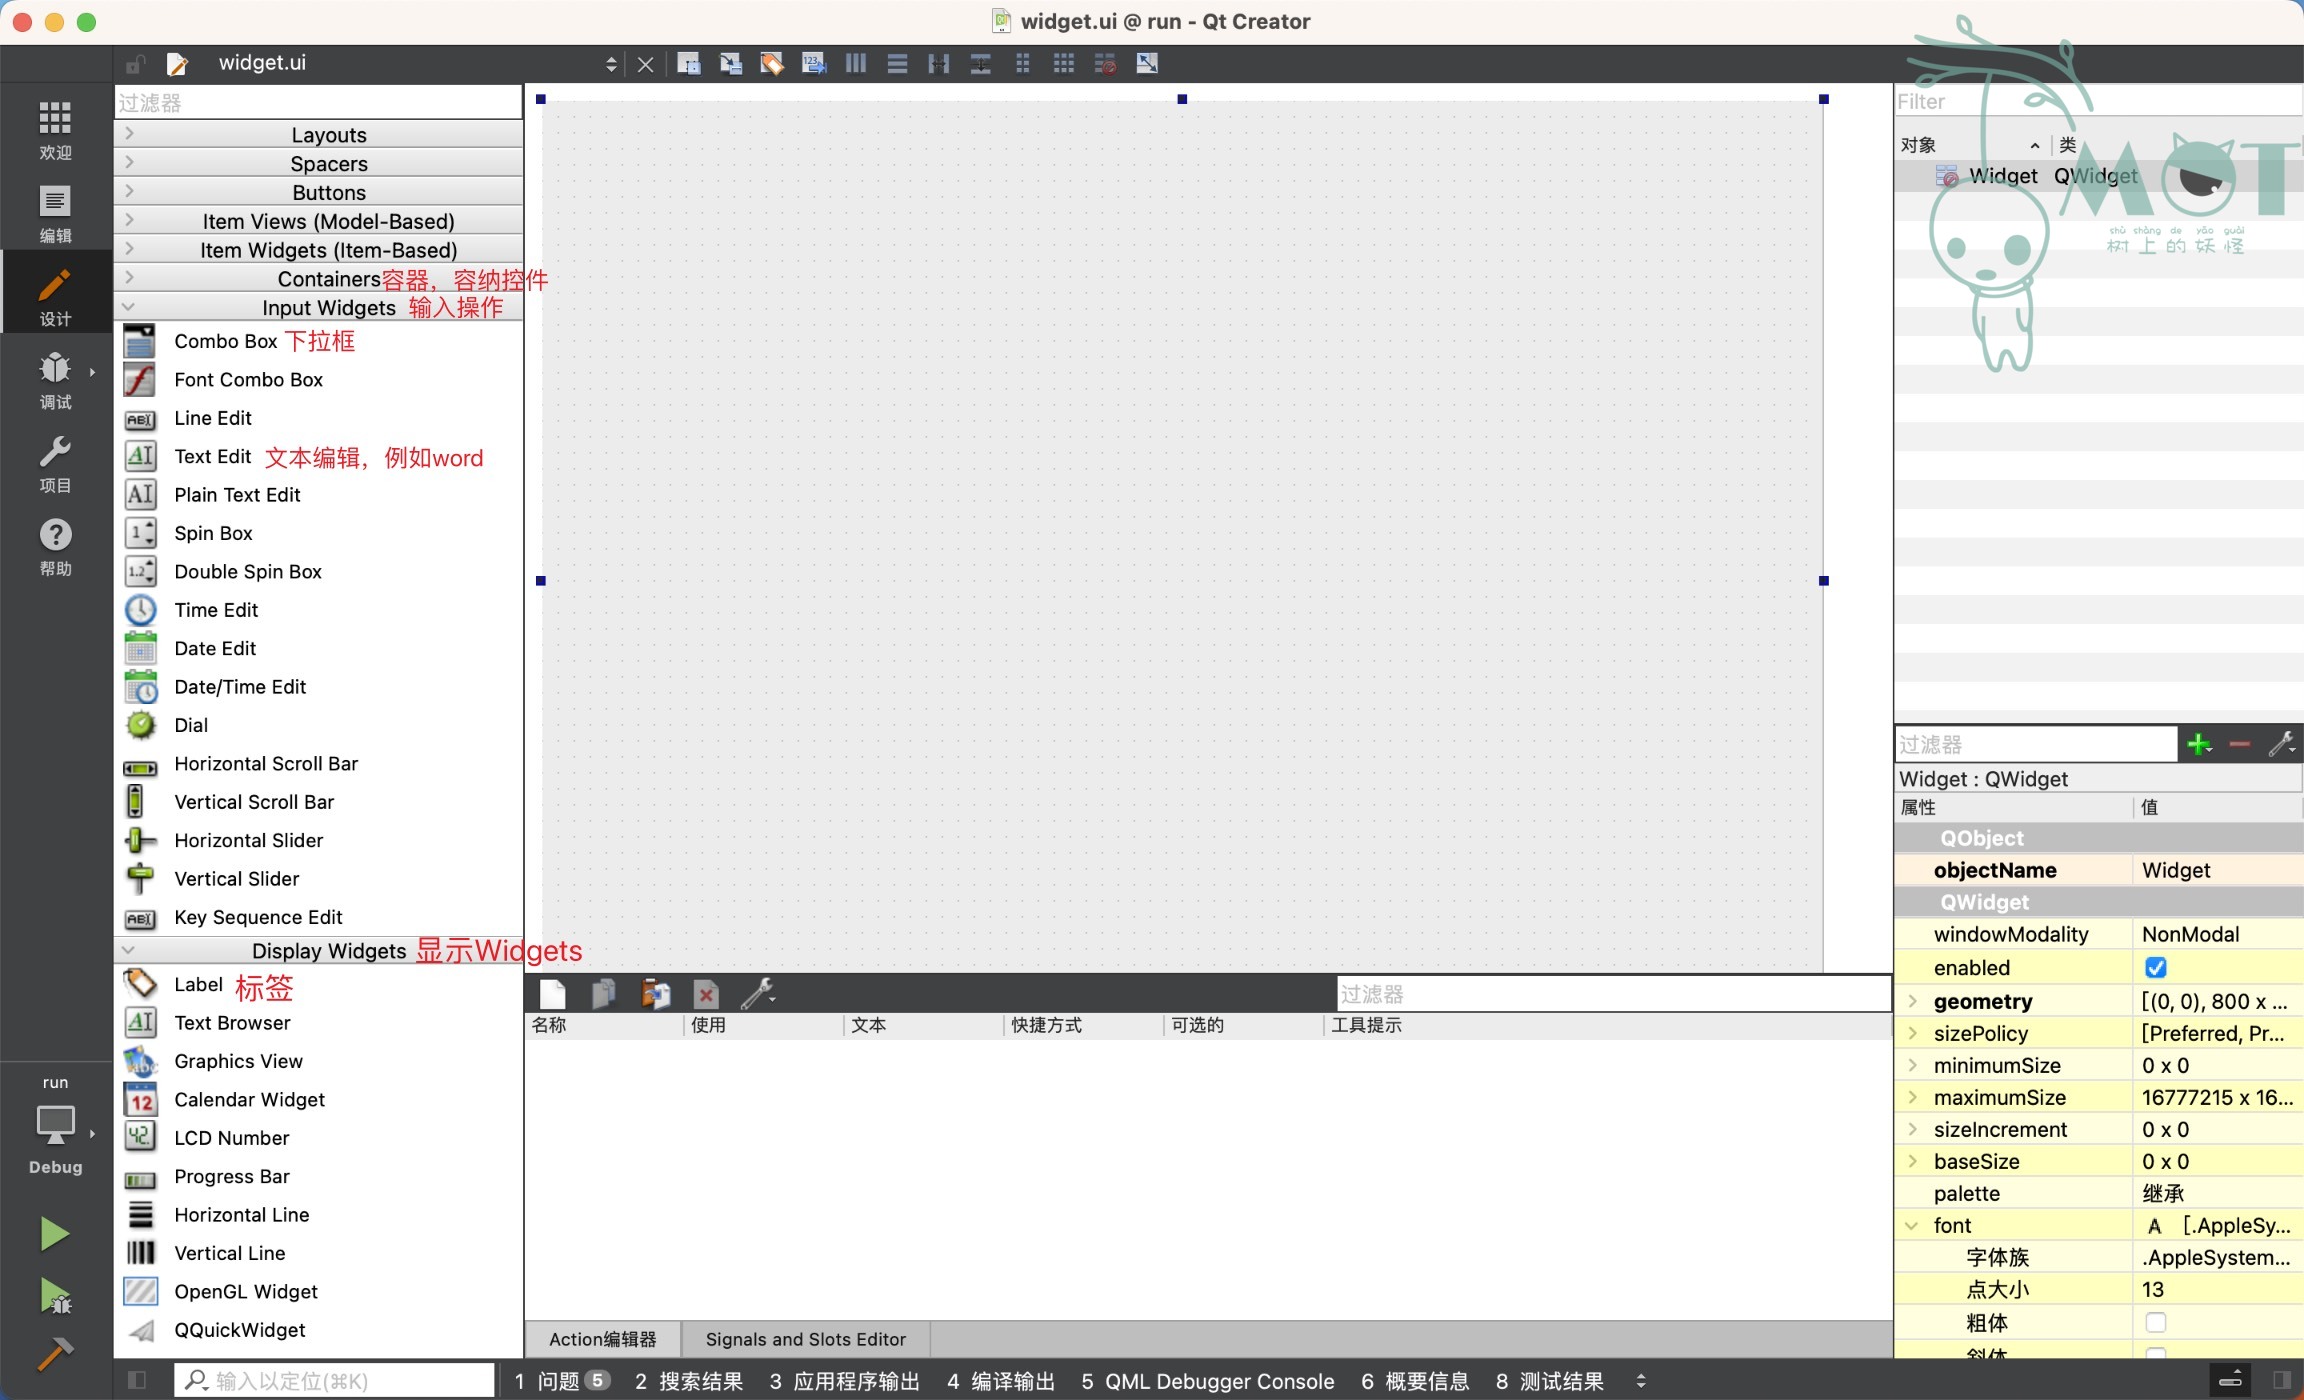 widget.ui @ run - Qt Creator
widget.ui
欢迎
编辑
设计
调试
项目
帮助
run
Debug
过滤器
Layouts
Spacers
Buttons
Item Views (Model-Based)
Item Widgets (Item-Based)
Containers容器，容纳控件
Input Widgets 输入操作
Combo Box 下拉框
Font Combo Box
Line Edit
Text Edit 文本编辑，例如word
Plain Text Edit
Spin Box
Double Spin Box
Time Edit
Date Edit
Date/Time Edit
Dial
Horizontal Scroll Bar
Vertical Scroll Bar
Horizontal Slider
Vertical Slider
Key Sequence Edit
Display Widgets 显示Widgets
Label 标签
Text Browser
Graphics View
Calendar Widget
LCD Number
Progress Bar
Horizontal Line
Vertical Line
OpenGL Widget
QQuickWidget
过滤器
名称 使用 文本 快捷方式 可选的 工具提示
Action编辑器 Signals and Slots Editor
Filter
对象 类
Widget QWidget
MOT
shù shàng de yāo guài
树上的妖怪
过滤器
Widget : QWidget
属性 值
QObject
objectName Widget
QWidget
windowModality NonModal
enabled
geometry [(0, 0), 800 x ...
sizePolicy [Preferred, Pr...
minimumSize 0 x 0
maximumSize 16777215 x 16...
sizeIncrement 0 x 0
baseSize 0 x 0
palette 继承
font A [.AppleSy...
字体族 .AppleSystem...
点大小 13
粗体
斜体
输入以定位(⌘K)
1 问题 5 2 搜索结果 3 应用程序输出 4 编译输出 5 QML Debugger Console 6 概要信息 8 测试结果